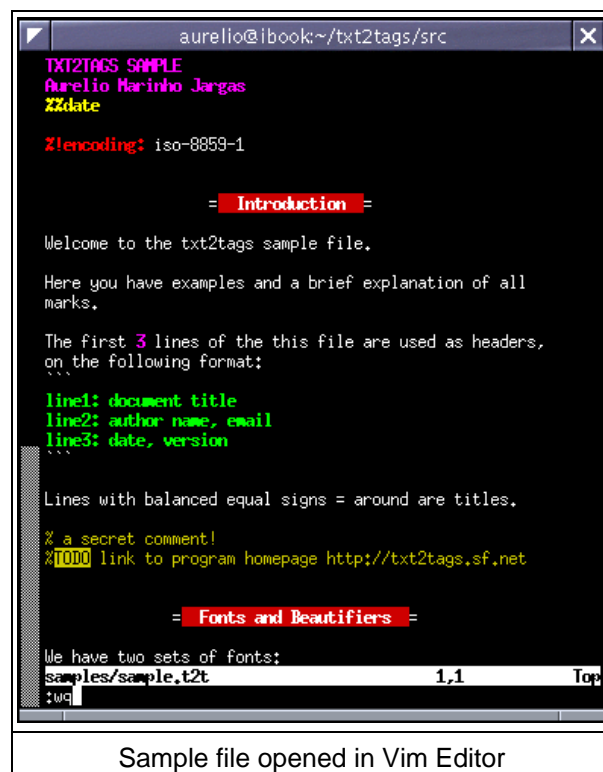 aurelio@ibook:~/txt2tags/src
TXT2TAGS SAMPLE
Aurelio Marinho Jargas
%%date
%!encoding: iso-8859-1
= Introduction =
Welcome to the txt2tags sample file.
Here you have examples and a brief explanation of all
marks.
The first 3 lines of the this file are used as headers,
on the following format:
```
line1: document title
line2: author name, email
line3: date, version
```
Lines with balanced equal signs = around are titles.
% a secret comment!
%TODO link to program homepage http://txt2tags.sf.net
= Fonts and Beautifiers =
We have two sets of fonts:
samples/sample.t2t 1,1 Top
:wq
Sample file opened in Vim Editor